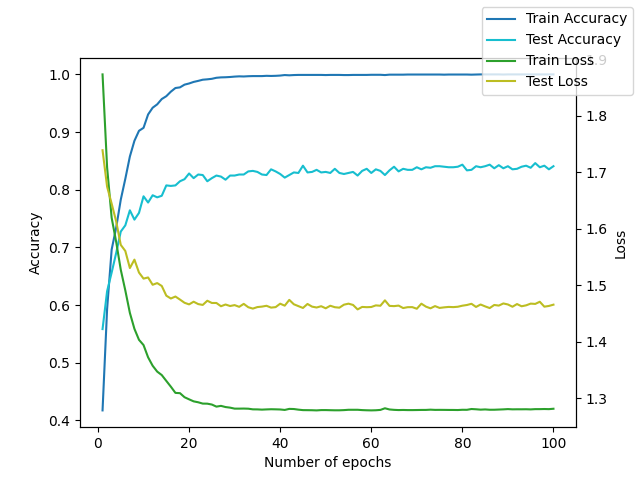 Train Accuracy
Test Accuracy
Train Loss
Test Loss
1.0
0.9
0.8
0.7
0.6
0.5
0.4
Accuracy
1.9
1.8
1.7
1.6
1.5
1.4
1.3
Loss
0 20 40 60 80 100
Number of epochs